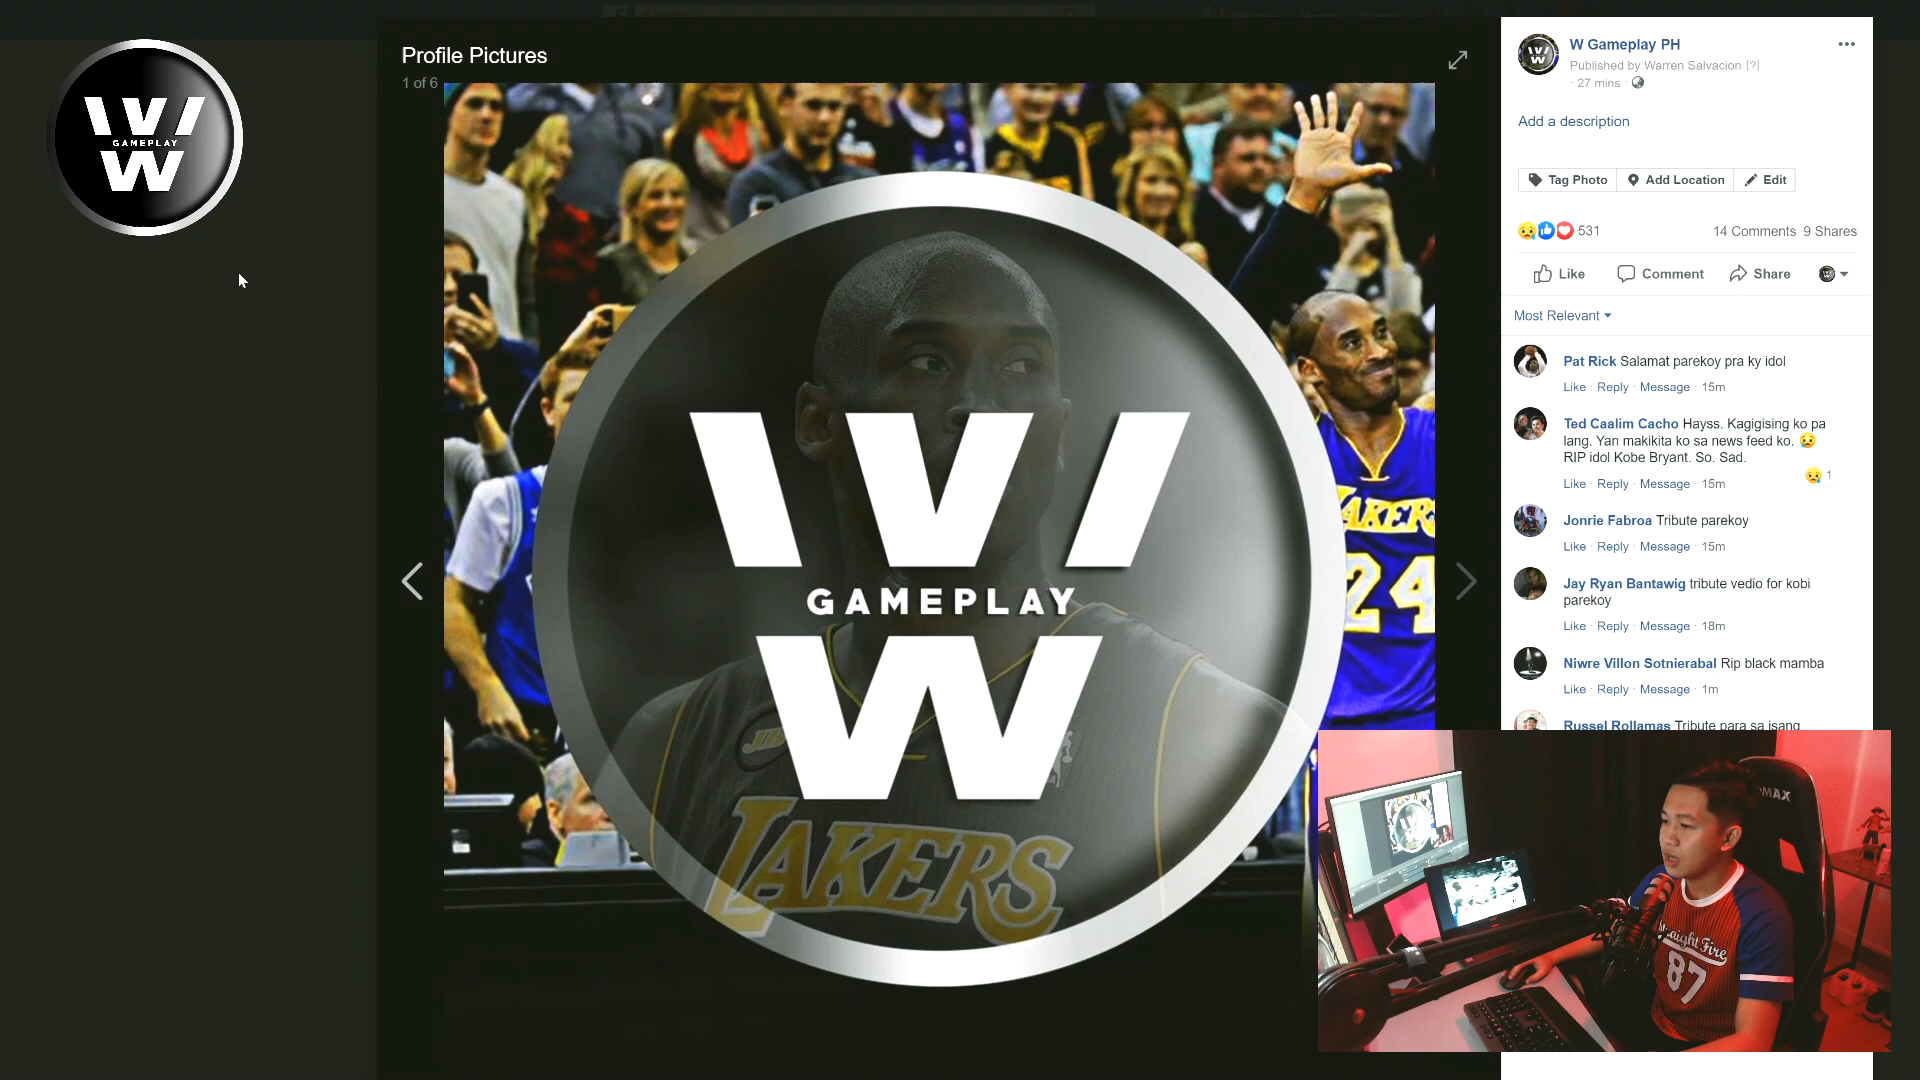 Profile Pictures
1 of 6
GAMEPLAY
W
W Gameplay PH
Published by Warren Salvacion [?]
· 27 mins ·
Add a description
Tag Photo
Add Location
Edit
531
14 Comments 9 Shares
Like
Comment
Share
Most Relevant
Pat Rick Salamat parekoy pra ky idol
Like · Reply · Message · 15m
Ted Caalim Cacho Hayss. Kagigising ko pa
lang. Yan makikita ko sa news feed ko. 😢
RIP idol Kobe Bryant. So. Sad.
1
Like · Reply · Message · 15m
Jonrie Fabroa Tribute parekoy
Like · Reply · Message · 15m
Jay Ryan Bantawig tribute vedio for kobi
parekoy
Like · Reply · Message · 18m
Niwre Villon Sotnierabal Rip black mamba
Like · Reply · Message · 1m
Russel Rollamas Tribute para sa isang
W
GAMEPLAY
W
LAKERS
AKER
24
MAX
aight Fire
87